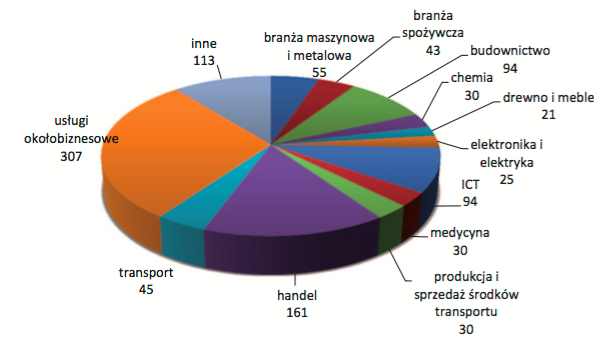 branża maszynowa
i metalowa
55
branża
spożywcza
43
budownictwo
94
chemia
30
drewno i meble
21
elektronika i
elektryka
25
ICT
94
medycyna
30
produkcja i
sprzedaż środków
transportu
30
handel
161
transport
45
usługi
okołobiznesowe
307
inne
113